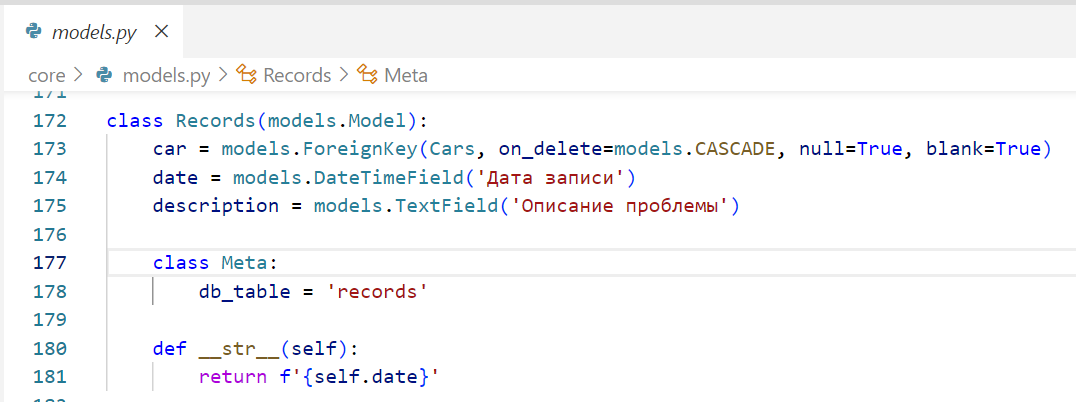 models.py
core > models.py > Records > Meta
171
172 class Records(models.Model):
173 car = models.ForeignKey(Cars, on_delete=models.CASCADE, null=True, blank=True)
174 date = models.DateTimeField('Дата записи')
175 description = models.TextField('Описание проблемы')
176
177 class Meta:
178 db_table = 'records'
179
180 def __str__(self):
181 return f'{self.date}'